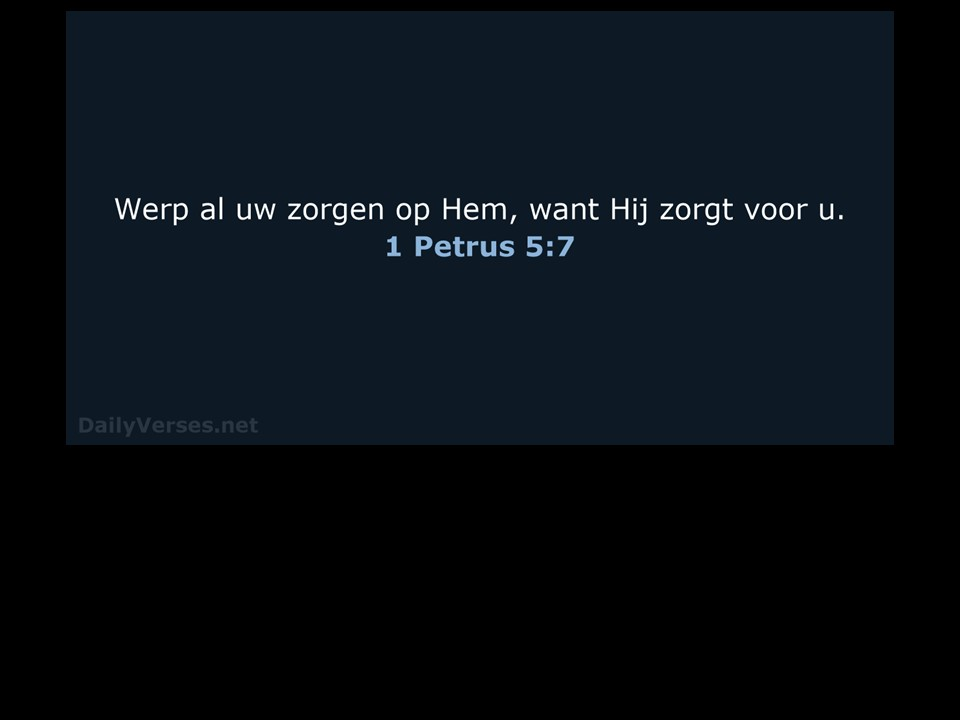 Werp al uw zorgen op Hem, want Hij zorgt voor u.
1 Petrus 5:7
DailyVerses.net